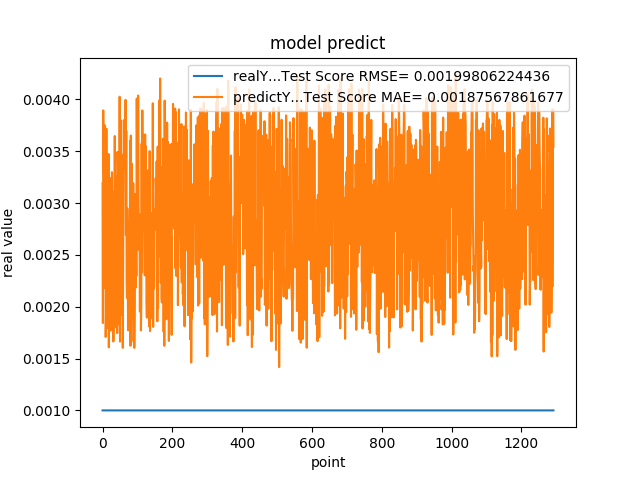 model predict
realY...Test Score RMSE= 0.00199806224436
predictY...Test Score MAE= 0.00187567861677
0.0040
0.0035
0.0030
0.0025
0.0020
0.0015
0.0010
real value
0 200 400 600 800 1000 1200
point